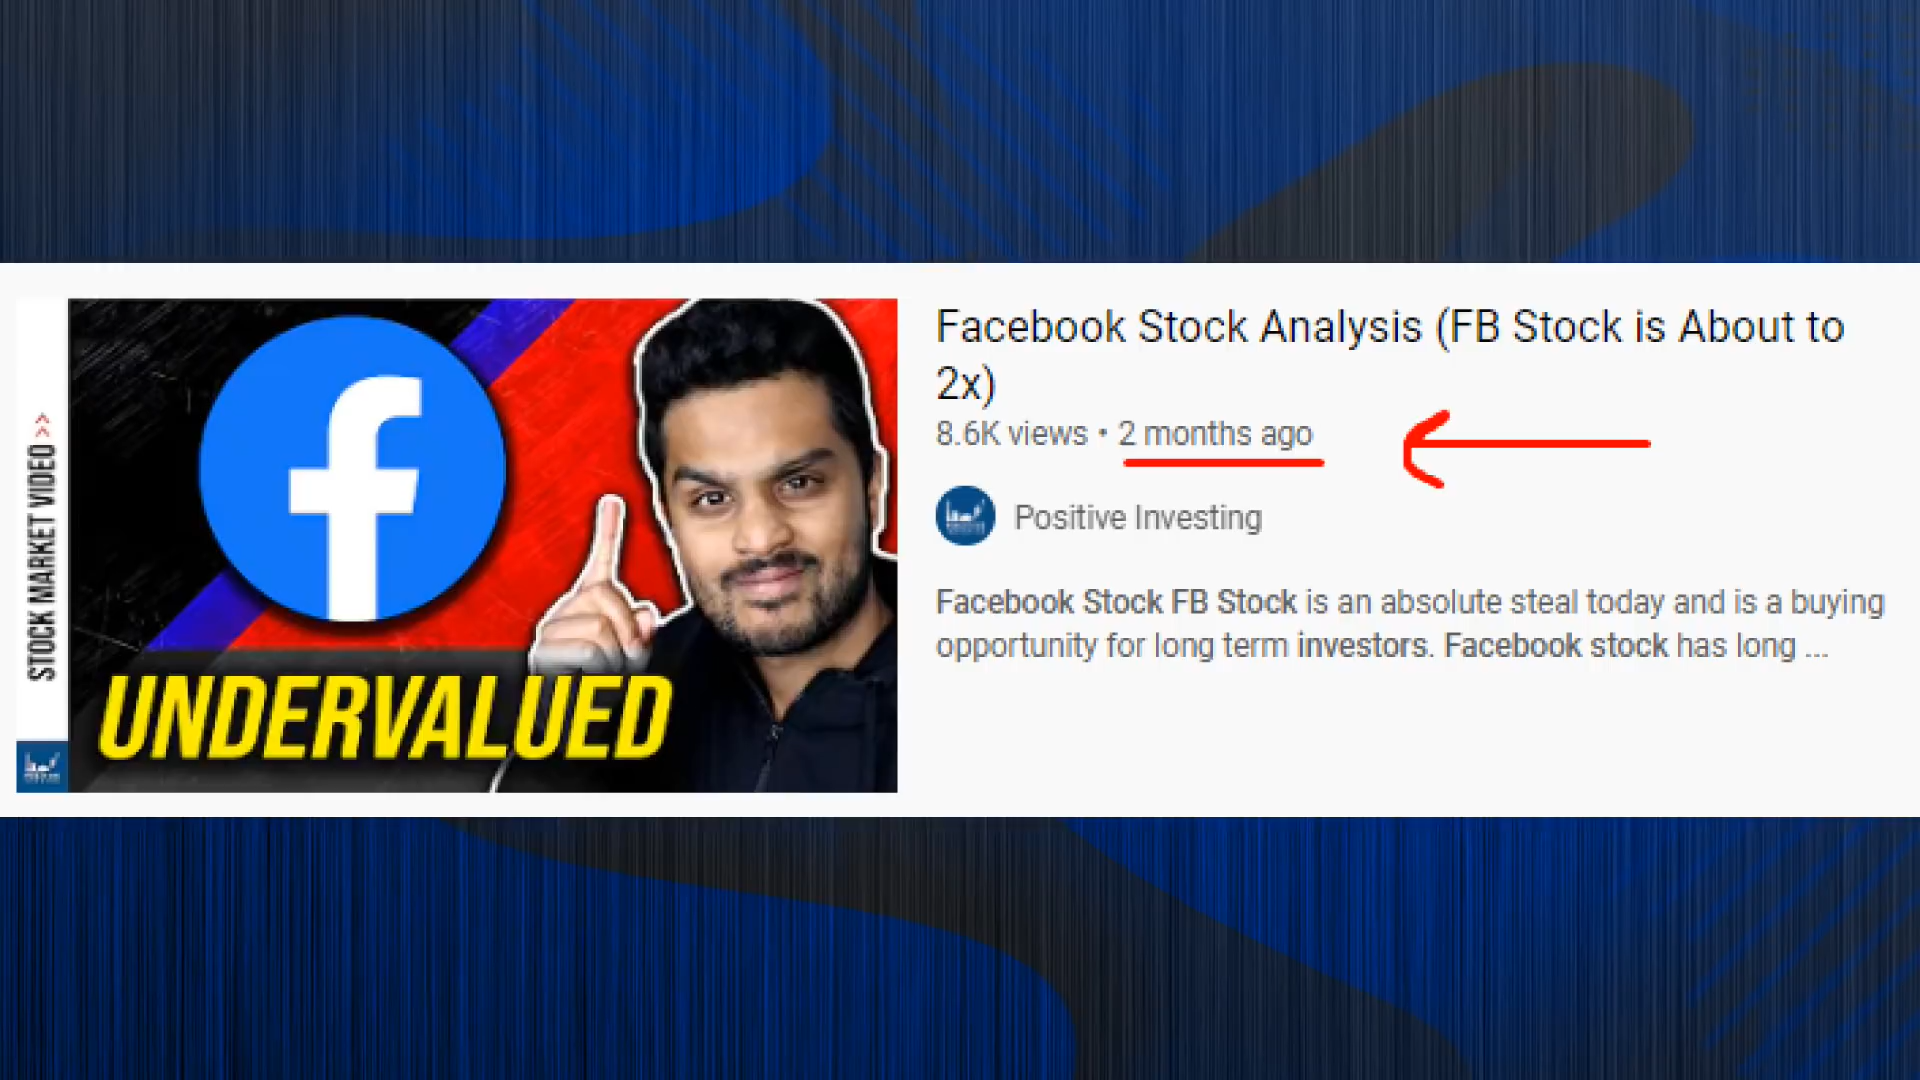 STOCK MARKET VIDEO >>
UNDERVALUED
Facebook Stock Analysis (FB Stock is About to
2x)
8.6K views • 2 months ago
Positive Investing
Facebook Stock FB Stock is an absolute steal today and is a buying
opportunity for long term investors. Facebook stock has long ...